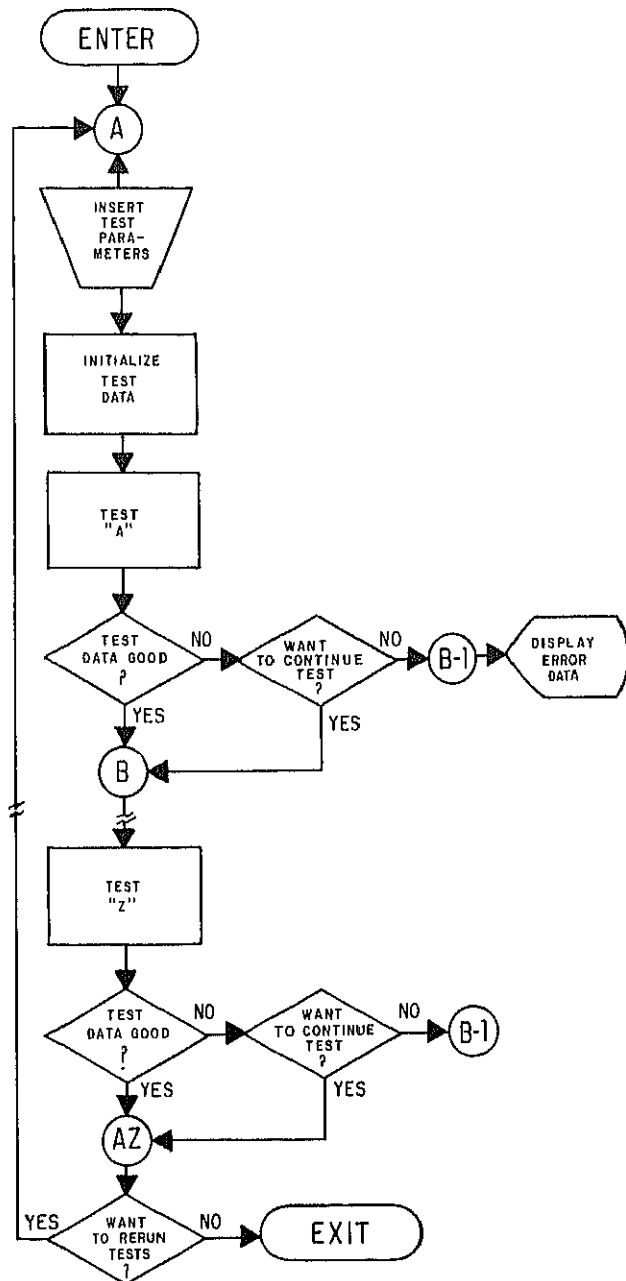 ENTER
A
INSERT
TEST
PARA-
METERS
INITIALIZE
TEST
DATA
TEST
"A"
TEST
DATA GOOD
?
NO
WANT
TO CONTINUE
TEST
?
NO
B-1
DISPLAY
ERROR
DATA
YES
YES
B
TEST
"Z"
TEST
DATA GOOD
?
NO
WANT
TO CONTINUE
TEST
?
NO
B-1
YES
YES
AZ
YES
WANT
TO RERUN
TESTS
?
NO
EXIT